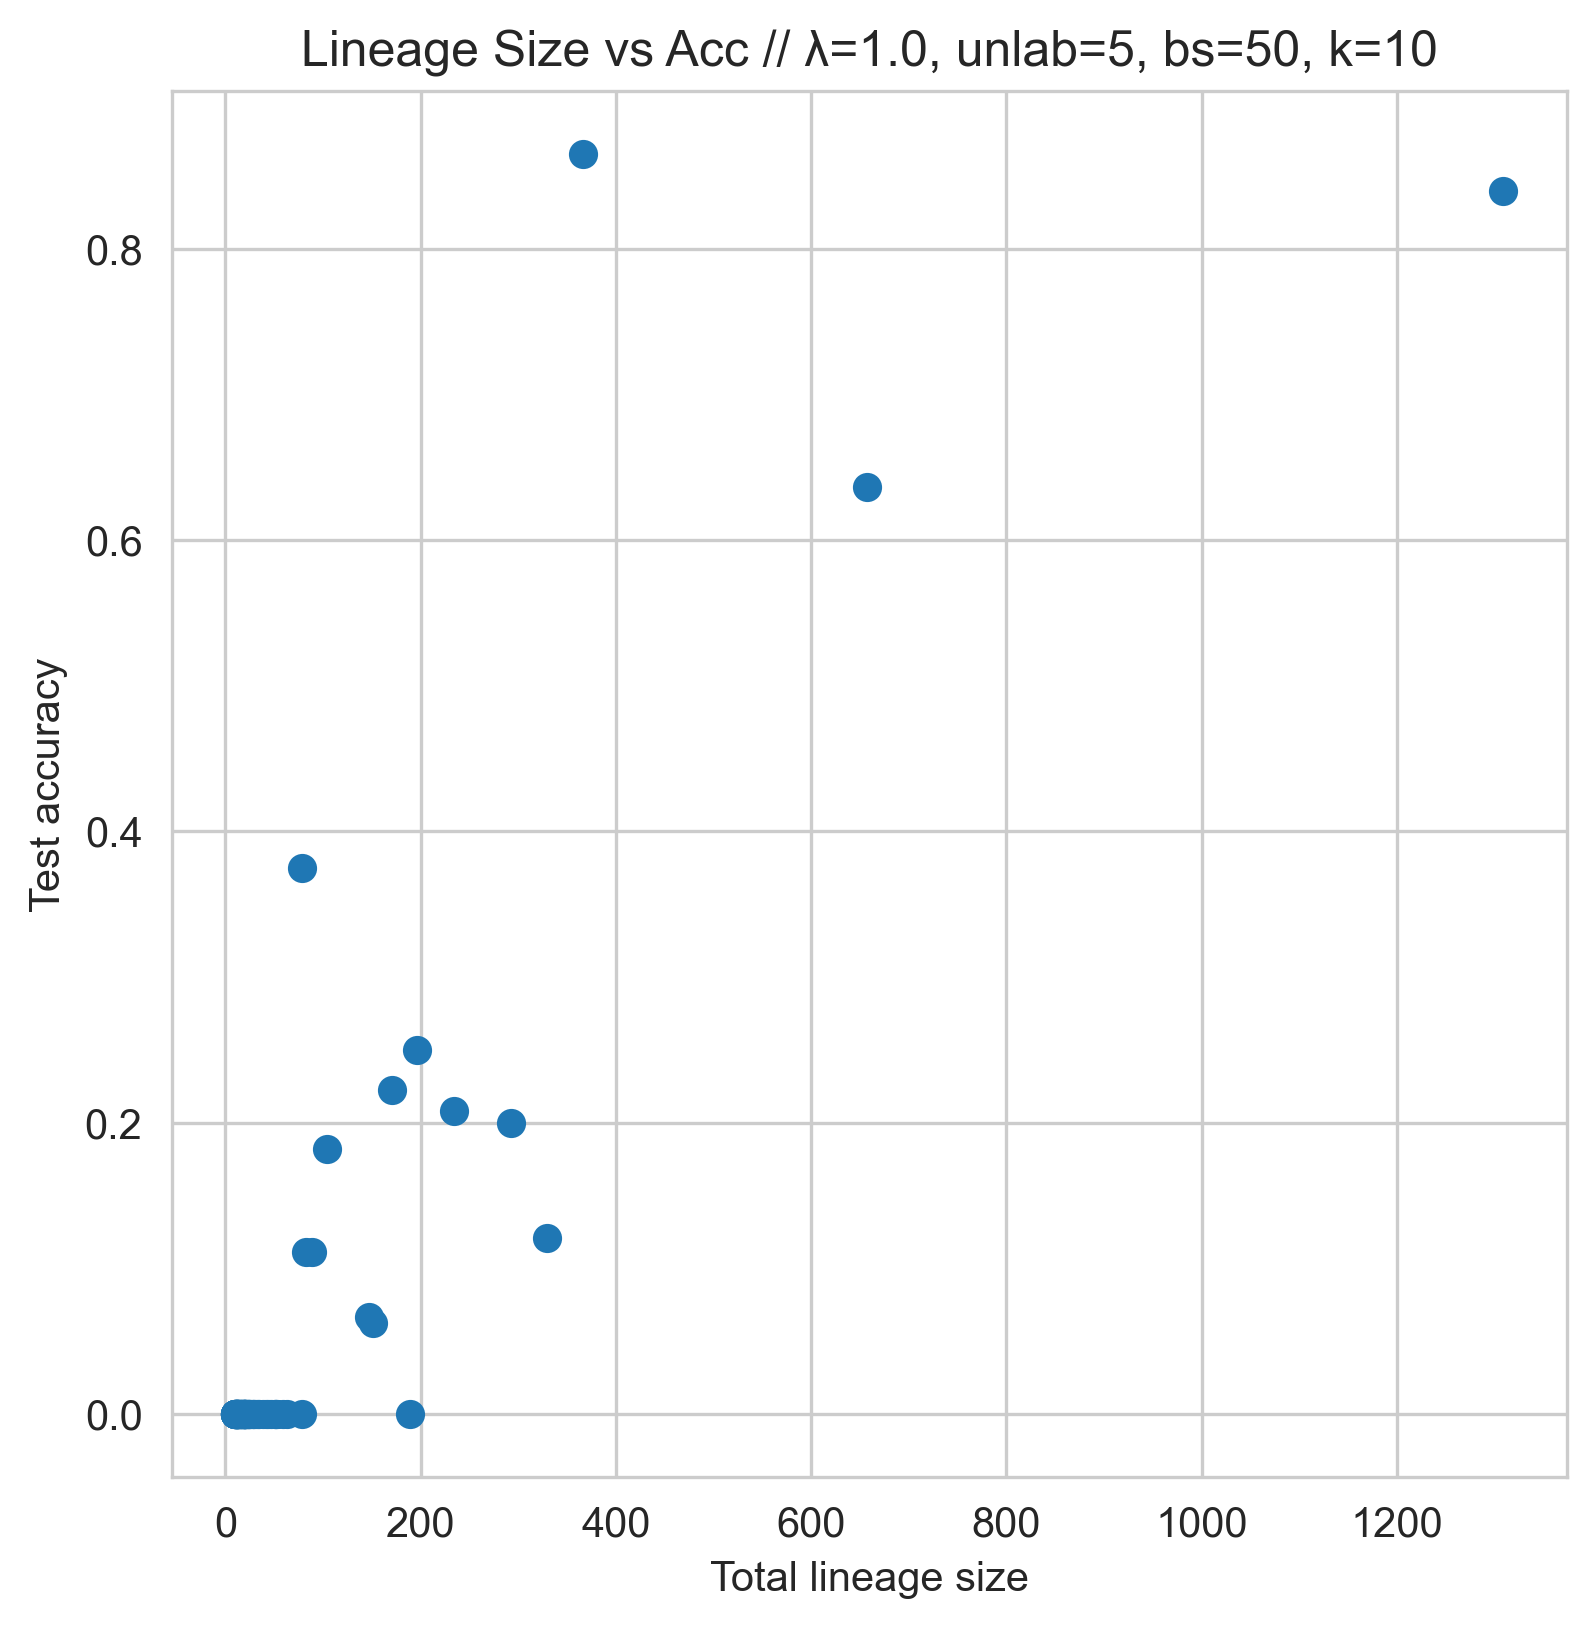 Lineage Size vs Acc // λ=1.0, unlab=5, bs=50, k=10
0.8
0.6
0.4
0.2
0.0
Test accuracy
0 200 400 600 800 1000 1200
Total lineage size